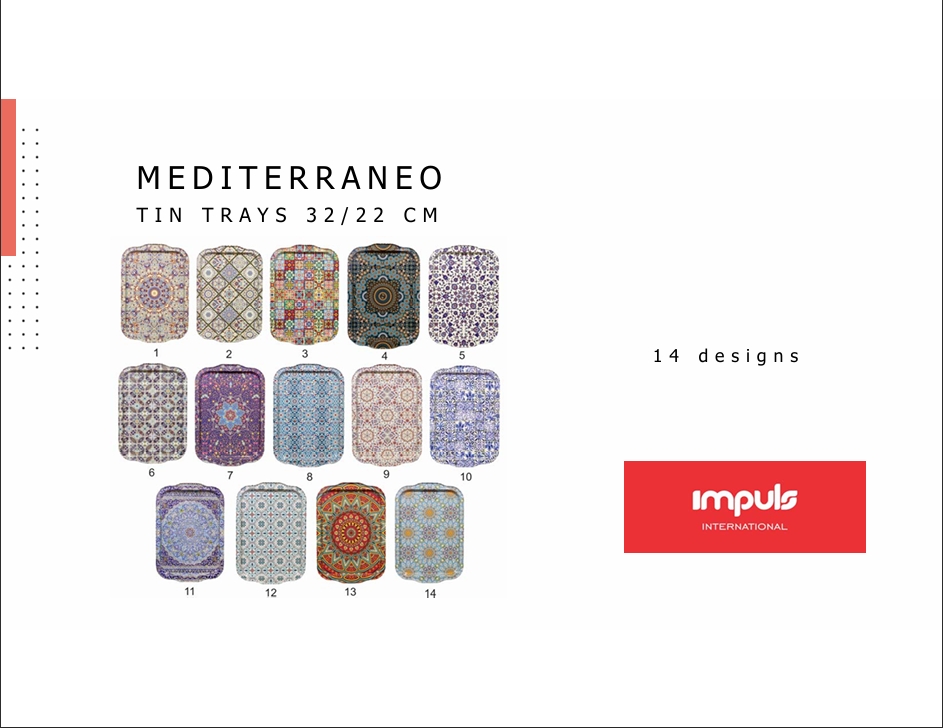 MEDITERRANEO
TIN TRAYS 32/22 CM
1 2 3 4 5
6 7 8 9 10
11 12 13 14
14 designs
impuls
INTERNATIONAL